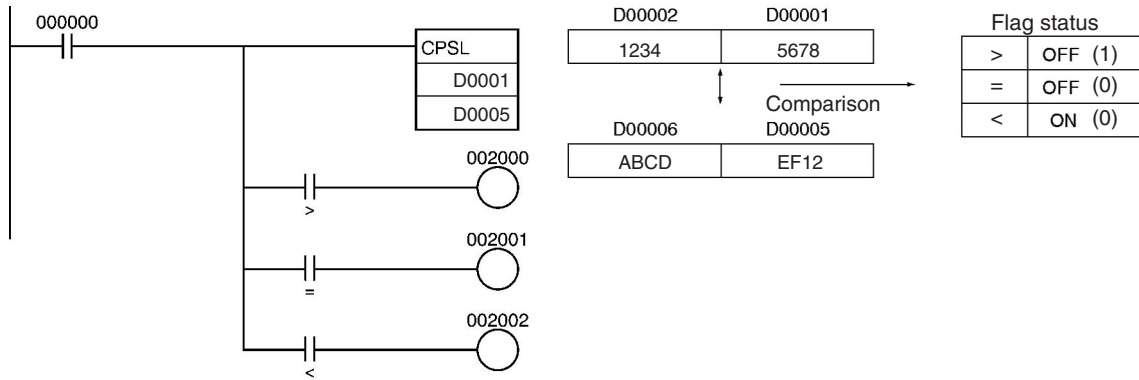 000000
CPSL
D0001
D0005
002000
>
002001
=
002002
<
D00002 D00001
1234 5678
Comparison
D00006 D00005
ABCD EF12
Flag status
> OFF (1)
= OFF (0)
< ON (0)